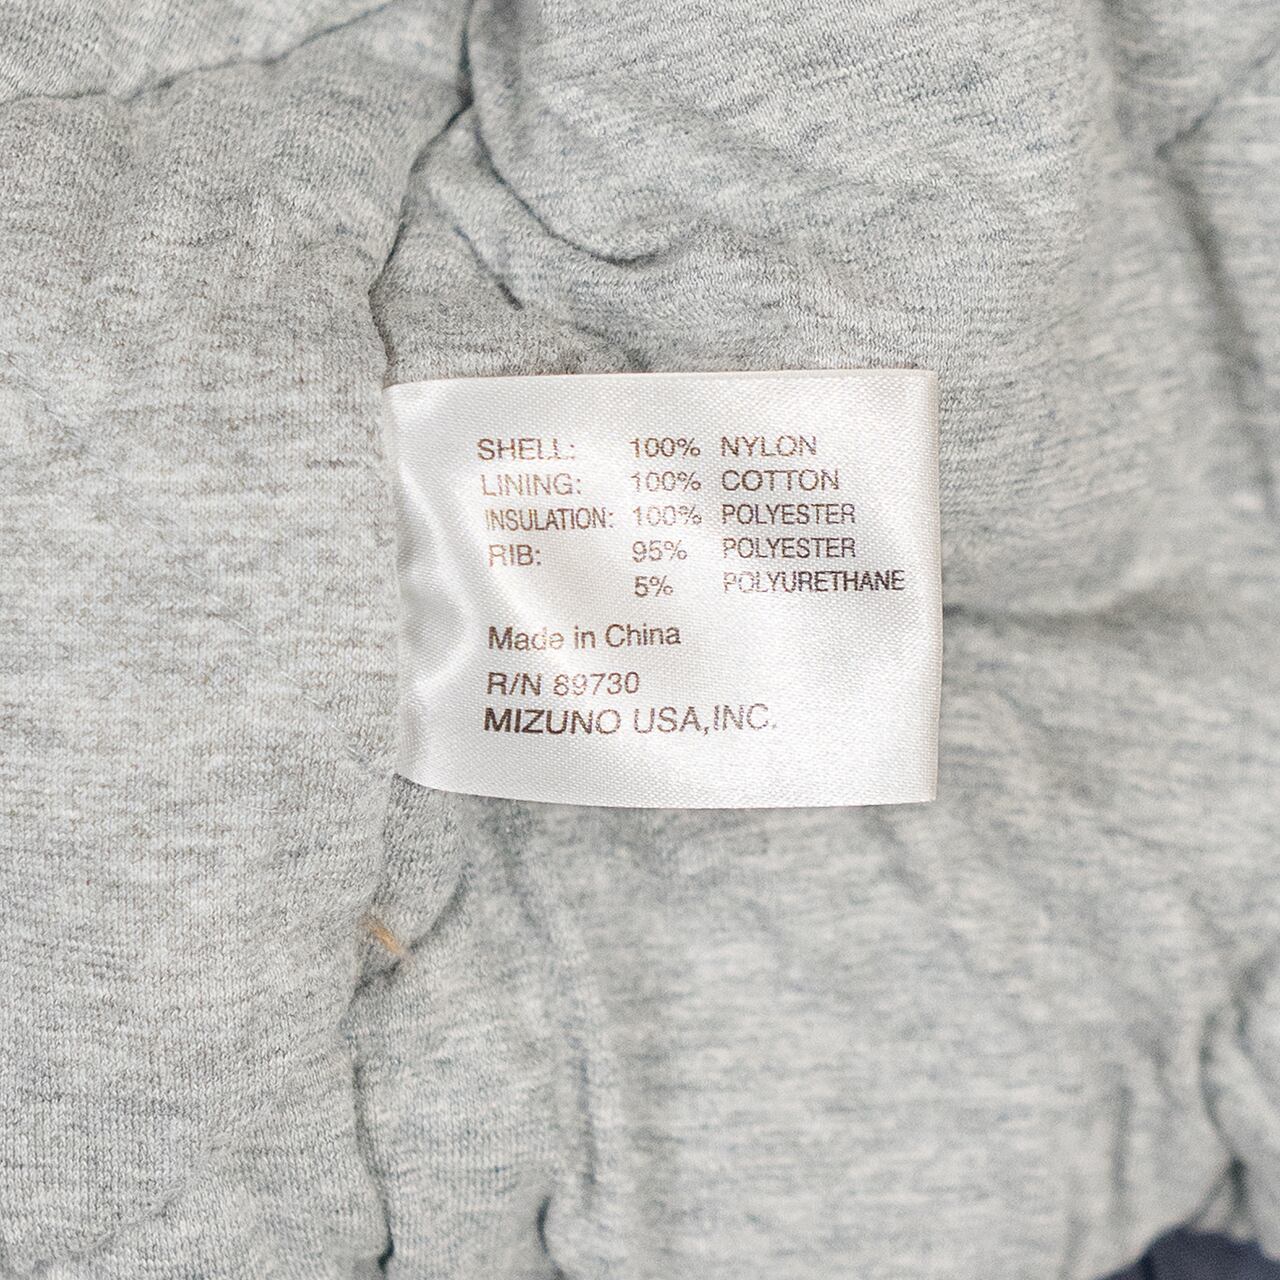 SHELL: 100% NYLON
LINING: 100% COTTON
INSULATION: 100% POLYESTER
RIB: 95% POLYESTER
5% POLYURETHANE
Made in China
R/N 89730
MIZUNO USA,INC.